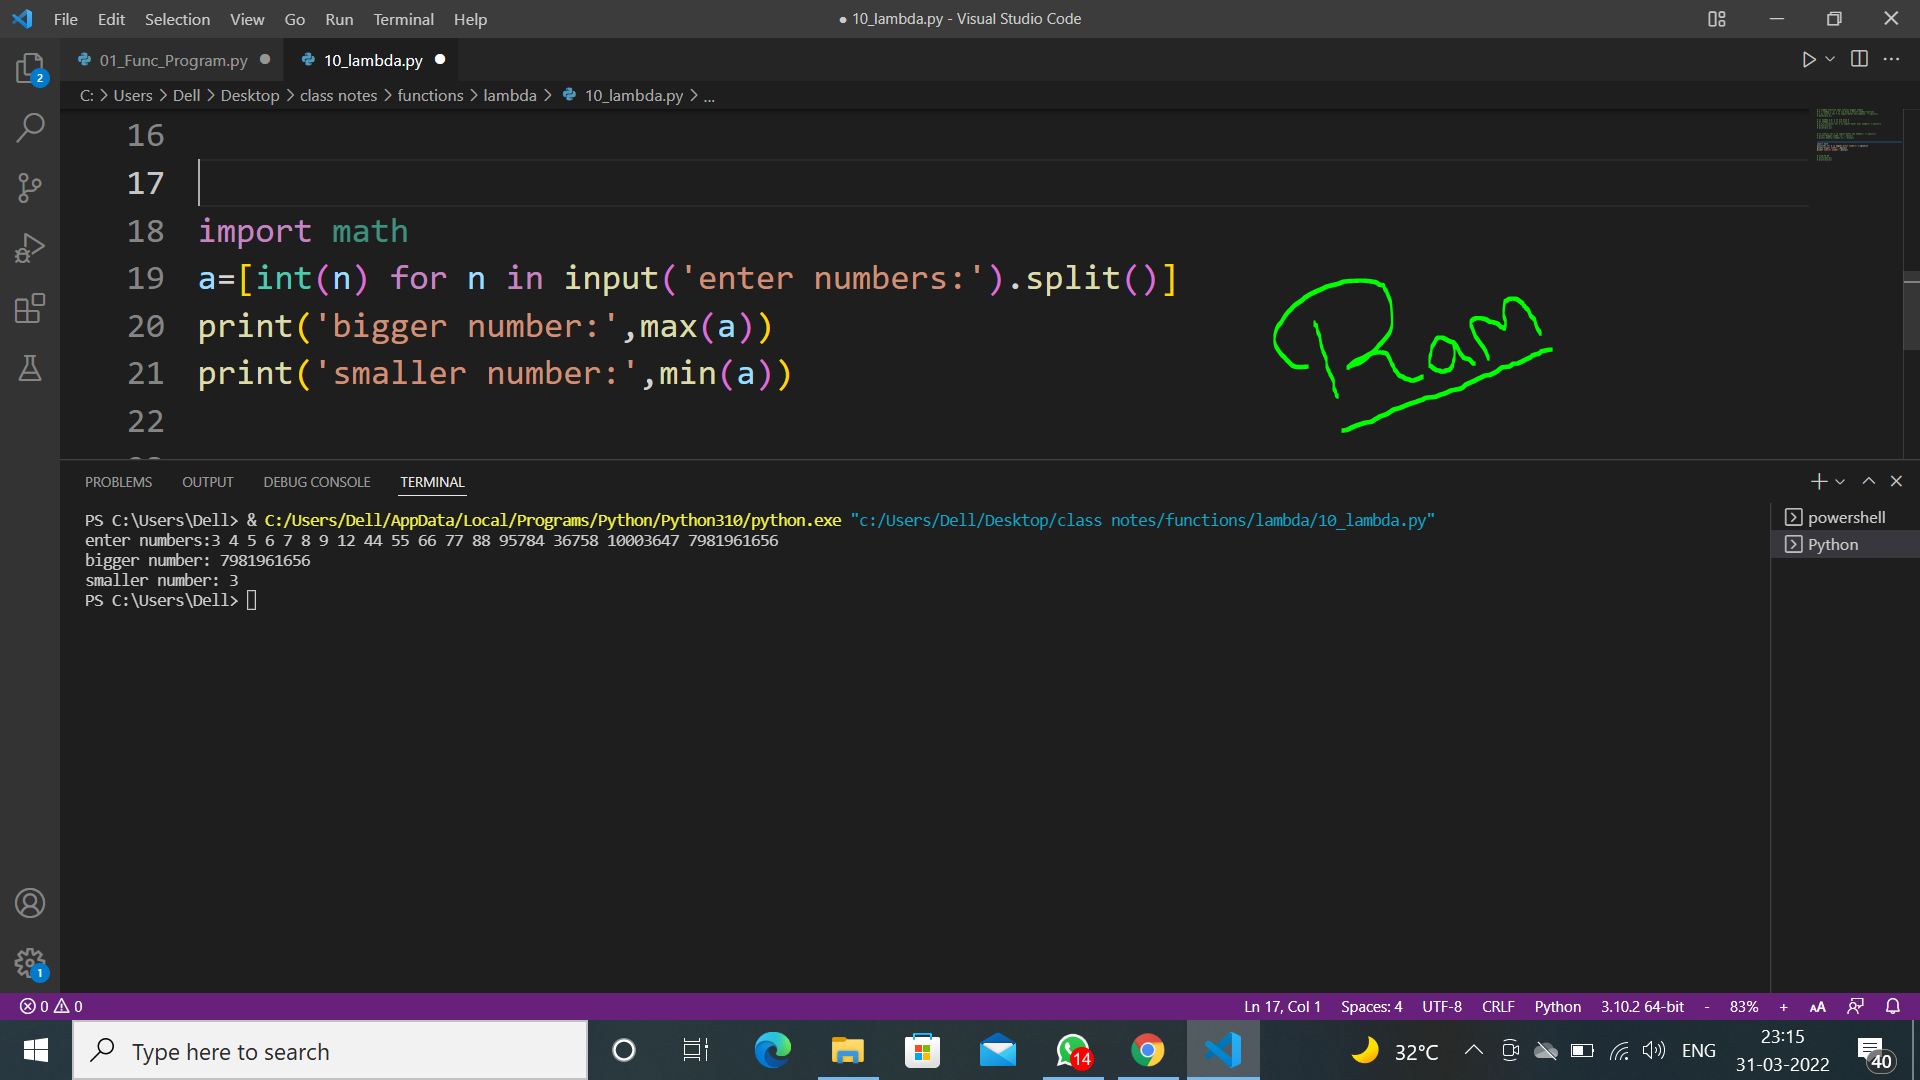 File Edit Selection View Go Run Terminal Help
● 10_lambda.py - Visual Studio Code
01_Func_Program.py ● 10_lambda.py ●
C: > Users > Dell > Desktop > class notes > functions > lambda > 10_lambda.py > ...
2
16
17
18 import math
19 a=[int(n) for n in input('enter numbers:').split()]
20 print('bigger number:',max(a))
21 print('smaller number:',min(a))
22
Ram
PROBLEMS OUTPUT DEBUG CONSOLE TERMINAL
PS C:\Users\Dell> & C:/Users/Dell/AppData/Local/Programs/Python/Python310/python.exe "c:/Users/Dell/Desktop/class notes/functions/lambda/10_lambda.py"
enter numbers:3 4 5 6 7 8 9 12 44 55 66 77 88 95784 36758 10003647 7981961656
bigger number: 7981961656
smaller number: 3
PS C:\Users\Dell>
powershell
Python
1
0 0
Ln 17, Col 1 Spaces: 4 UTF-8 CRLF Python 3.10.2 64-bit - 83% + AA
Type here to search
14
32°C
ENG
23:15
31-03-2022
40